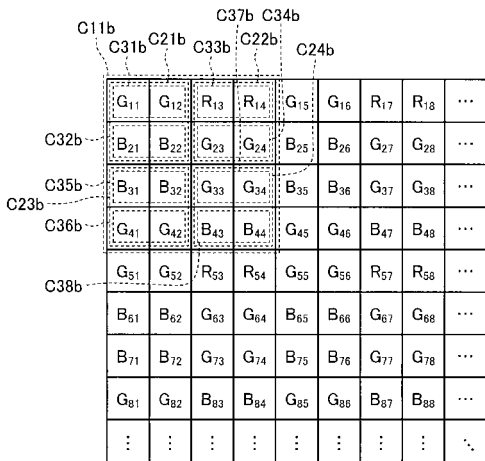 C37b C34b
C11b C21b C33b C22b
C31b C24b
G11 G12 R13 R14 G15 G16 R17 R18 ⋯
C32b B21 B22 G23 G24 B25 B26 G27 G28 ⋯
C35b B31 B32 G33 G34 B35 B36 G37 G38 ⋯
C23b
C36b G41 G42 B43 B44 G45 G46 B47 B48 ⋯
G51 G52 R53 R54 G55 G56 R57 R58 ⋯
C38b
B61 B62 G63 G64 B65 B66 G67 G68 ⋯
B71 B72 G73 G74 B75 B76 G77 G78 ⋯
G81 G82 B83 B84 G85 G86 B87 B88 ⋯
⋮ ⋮ ⋮ ⋮ ⋮ ⋮ ⋮ ⋮ ⋱